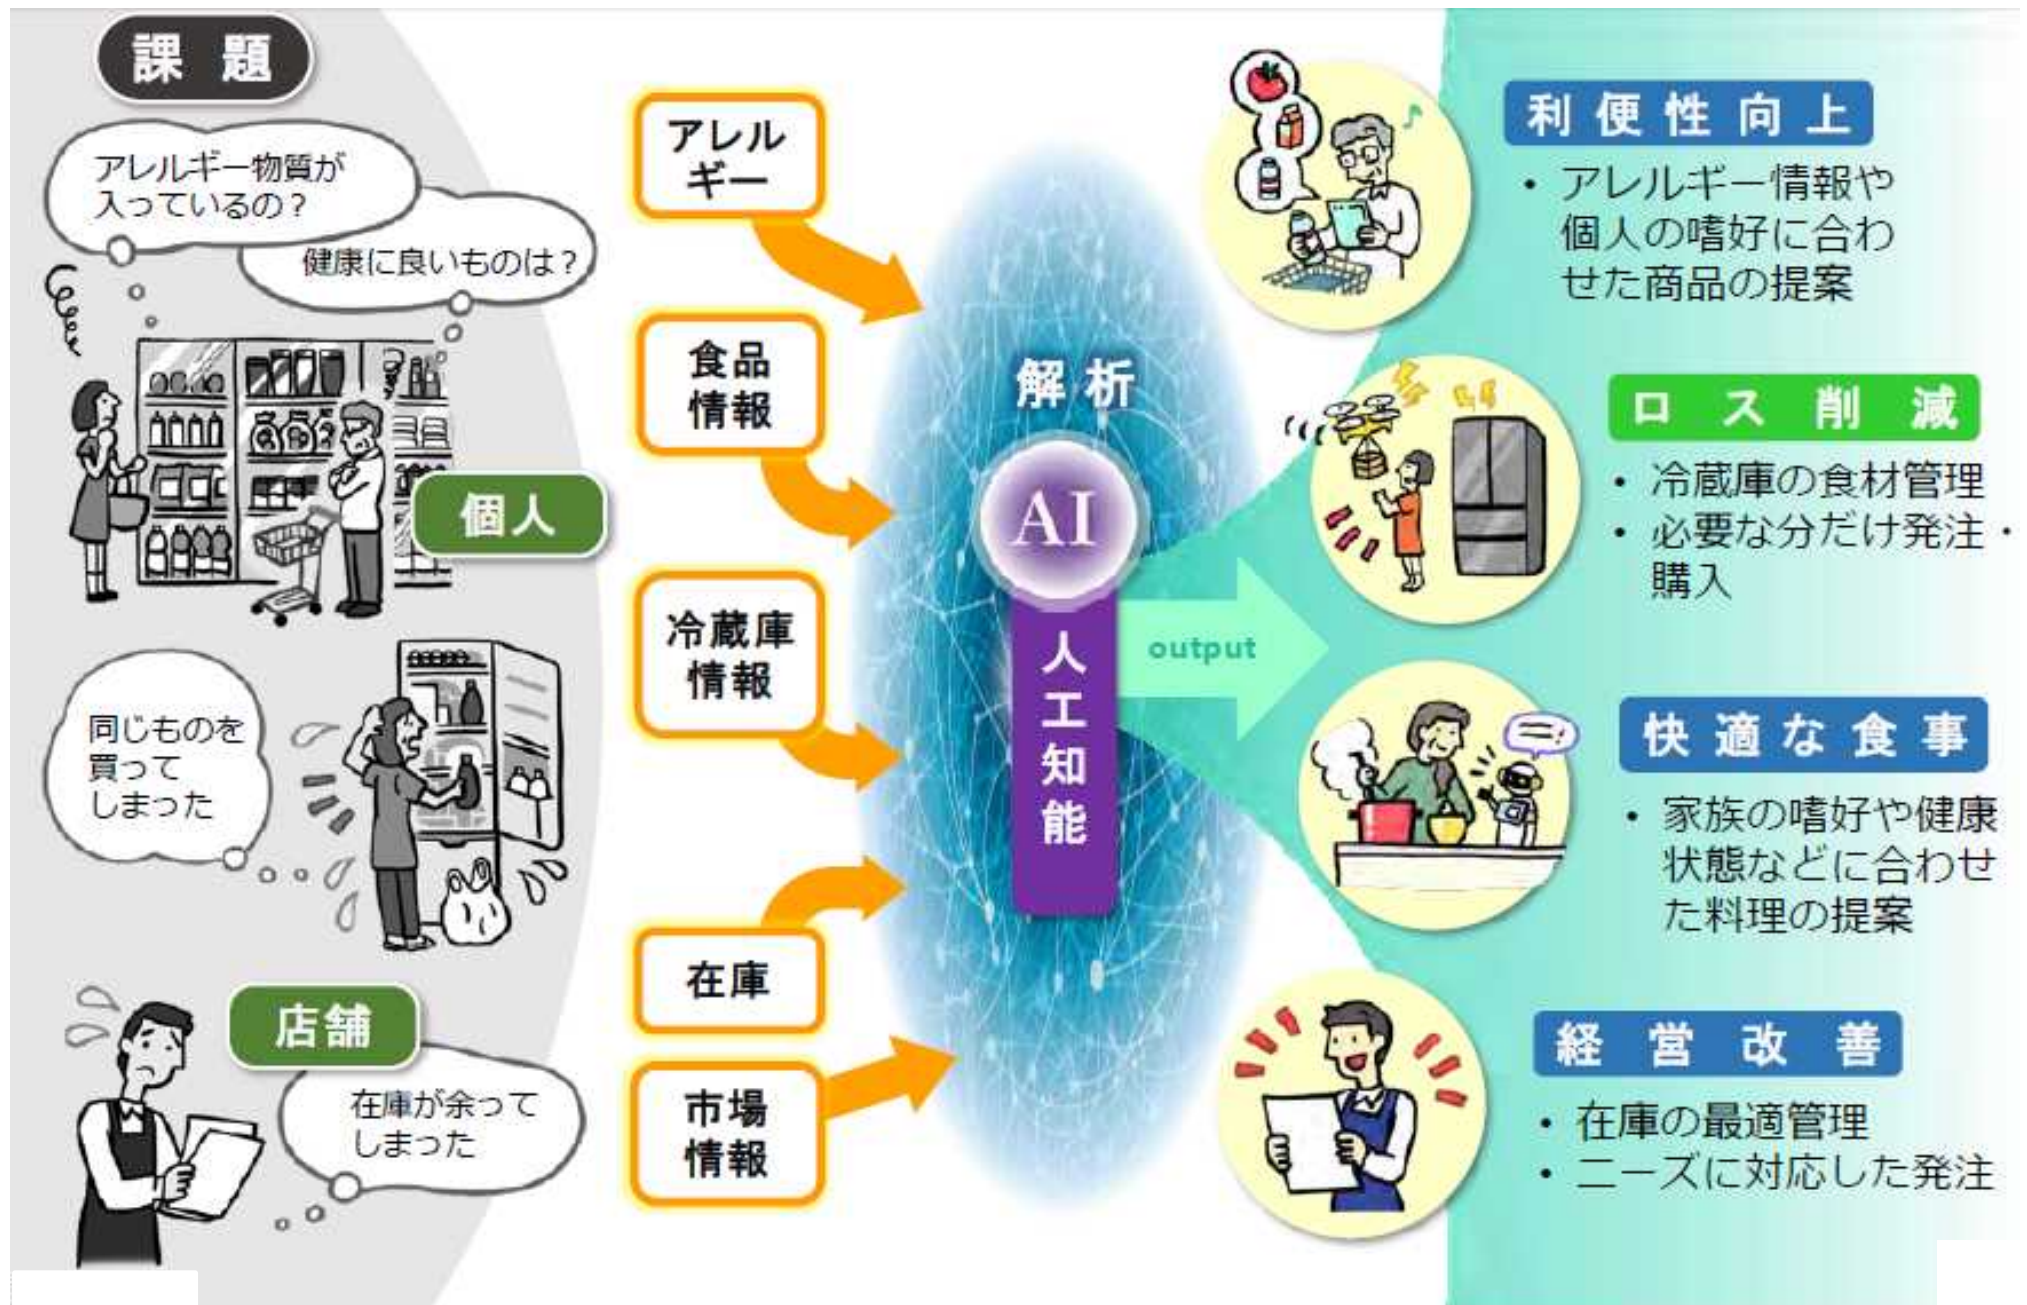 課題
アレルギー物質が
入っているの？
健康に良いものは？
個人
同じものを
買って
しまった
店舗
在庫が余って
しまった
アレル
ギー
食品
情報
冷蔵庫
情報
在庫
市場
情報
解析
AI
人工知能
output
利便性向上
・アレルギー情報や
個人の嗜好に合わ
せた商品の提案
ロス削減
・冷蔵庫の食材管理
・必要な分だけ発注・
購入
快適な食事
・家族の嗜好や健康
状態などに合わせ
た料理の提案
経営改善
・在庫の最適管理
・ニーズに対応した発注